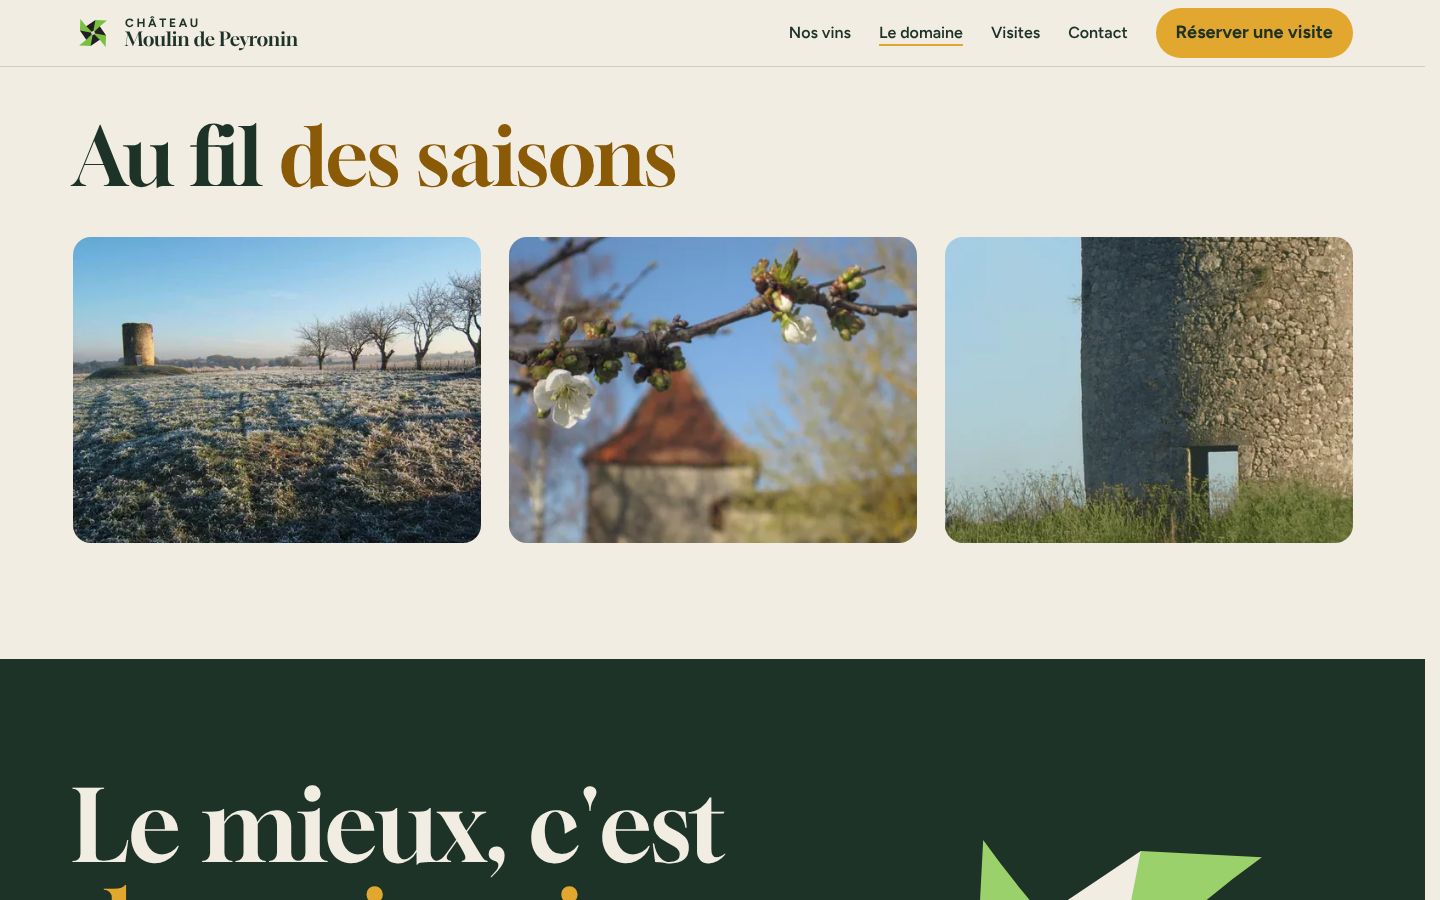 CHÂTEAU
Moulin de Peyronin
Nos vins
Le domaine
Visites
Contact
Réserver une visite
Au fil des saisons
Le mieux, c'est